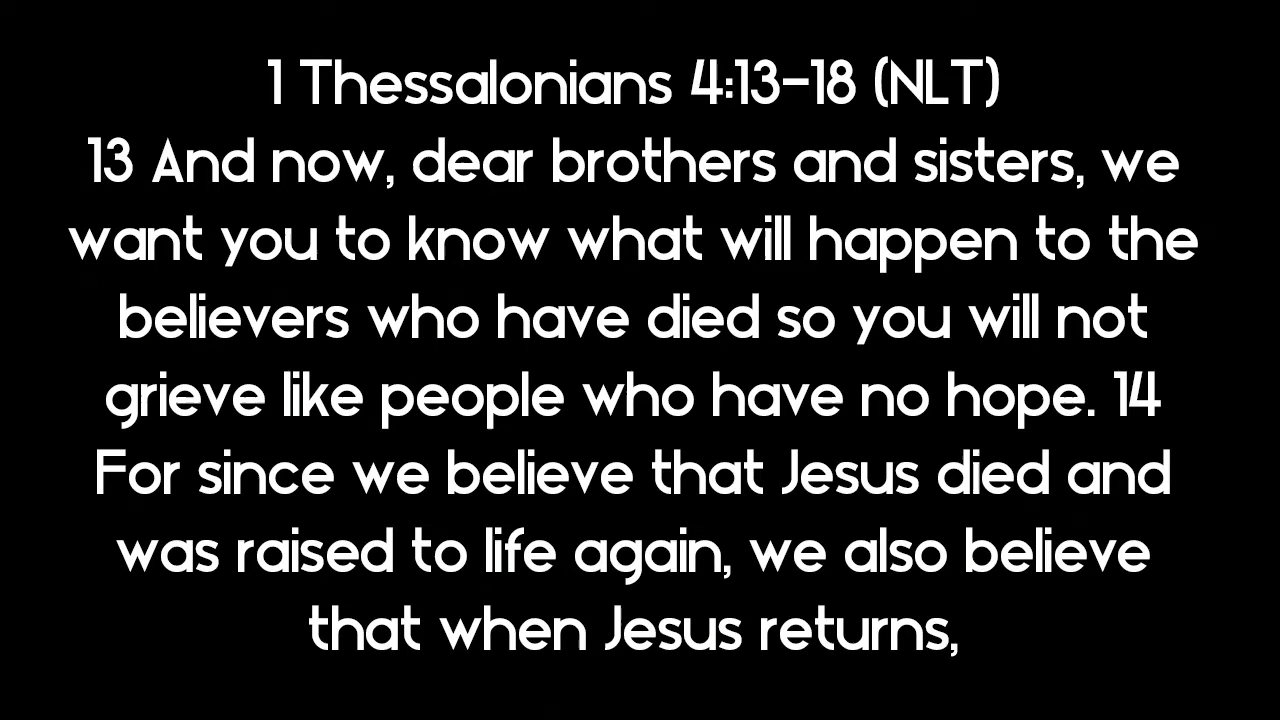 1 Thessalonians 4:13-18 (NLT)
13 And now, dear brothers and sisters, we
want you to know what will happen to the
believers who have died so you will not
grieve like people who have no hope. 14
For since we believe that Jesus died and
was raised to life again, we also believe
that when Jesus returns,